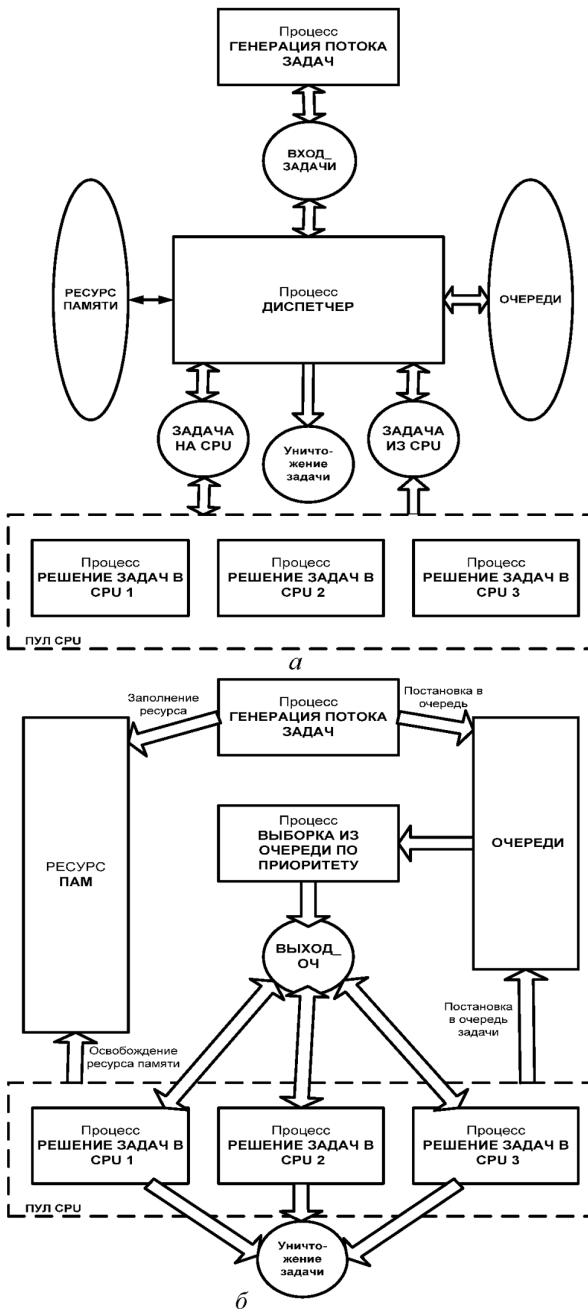 Процесс
ГЕНЕРАЦИЯ ПОТОКА
ЗАДАЧ
ВХОД_
ЗАДАЧИ
РЕСУРС
ПАМЯТИ
Процесс
ДИСПЕТЧЕР
ОЧЕРЕДИ
ЗАДАЧА
НА CPU
Уничто-
жение
задачи
ЗАДАЧА
ИЗ CPU
Процесс
РЕШЕНИЕ ЗАДАЧ В
CPU 1
Процесс
РЕШЕНИЕ ЗАДАЧ В
CPU 2
Процесс
РЕШЕНИЕ ЗАДАЧ В
CPU 3
ПУЛ CPU
а
Заполнение
ресурса
Процесс
ГЕНЕРАЦИЯ ПОТОКА
ЗАДАЧ
Постановка в
очередь
РЕСУРС
ПАМ
Процесс
ВЫБОРКА ИЗ
ОЧЕРЕДИ ПО
ПРИОРИТЕТУ
ОЧЕРЕДИ
ВЫХОД_
ОЧ
Освобождение
ресурса памяти
Постановка
в очередь
задачи
Процесс
РЕШЕНИЕ ЗАДАЧ В
CPU 1
Процесс
РЕШЕНИЕ ЗАДАЧ В
CPU 2
Процесс
РЕШЕНИЕ ЗАДАЧ В
CPU 3
ПУЛ CPU
Уничто-
жение
задачи
б